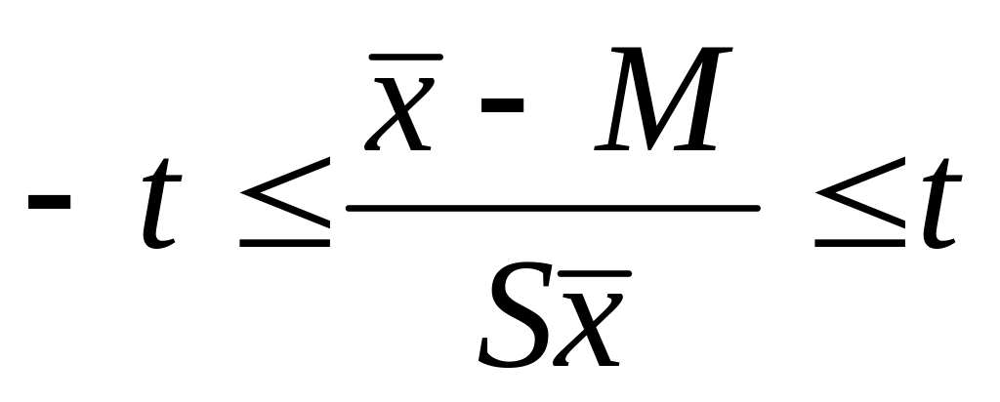 - t ≤ (x̅ - M) / Sx̅ ≤ t